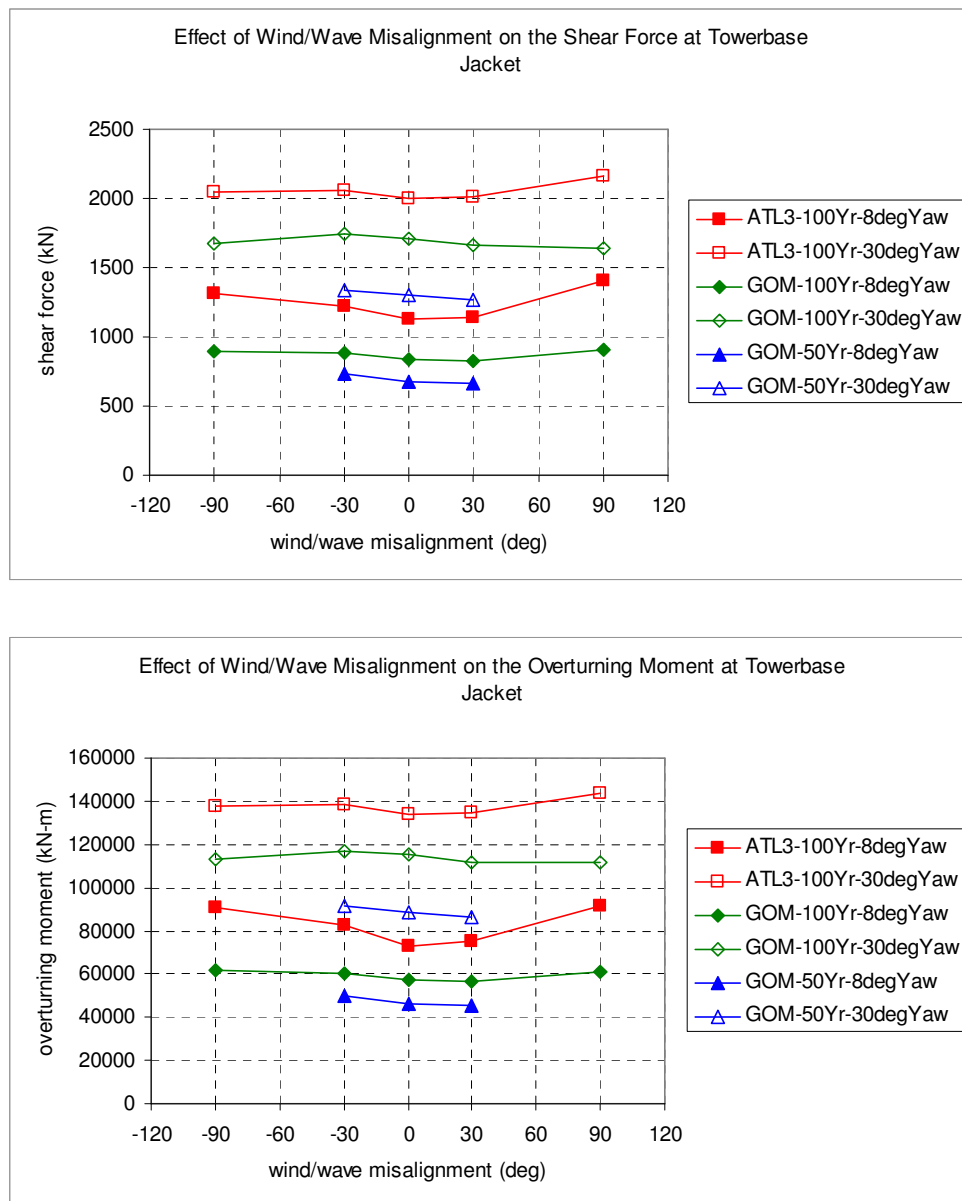 Effect of Wind/Wave Misalignment on the Shear Force at Towerbase
Jacket
2500
2000
1500
1000
500
0
-120 -90 -60 -30 0 30 60 90 120
shear force (kN)
wind/wave misalignment (deg)
ATL3-100Yr-8degYaw
ATL3-100Yr-30degYaw
GOM-100Yr-8degYaw
GOM-100Yr-30degYaw
GOM-50Yr-8degYaw
GOM-50Yr-30degYaw
Effect of Wind/Wave Misalignment on the Overturning Moment at Towerbase
Jacket
160000
140000
120000
100000
80000
60000
40000
20000
0
-120 -90 -60 -30 0 30 60 90 120
overturning moment (kN-m)
wind/wave misalignment (deg)
ATL3-100Yr-8degYaw
ATL3-100Yr-30degYaw
GOM-100Yr-8degYaw
GOM-100Yr-30degYaw
GOM-50Yr-8degYaw
GOM-50Yr-30degYaw